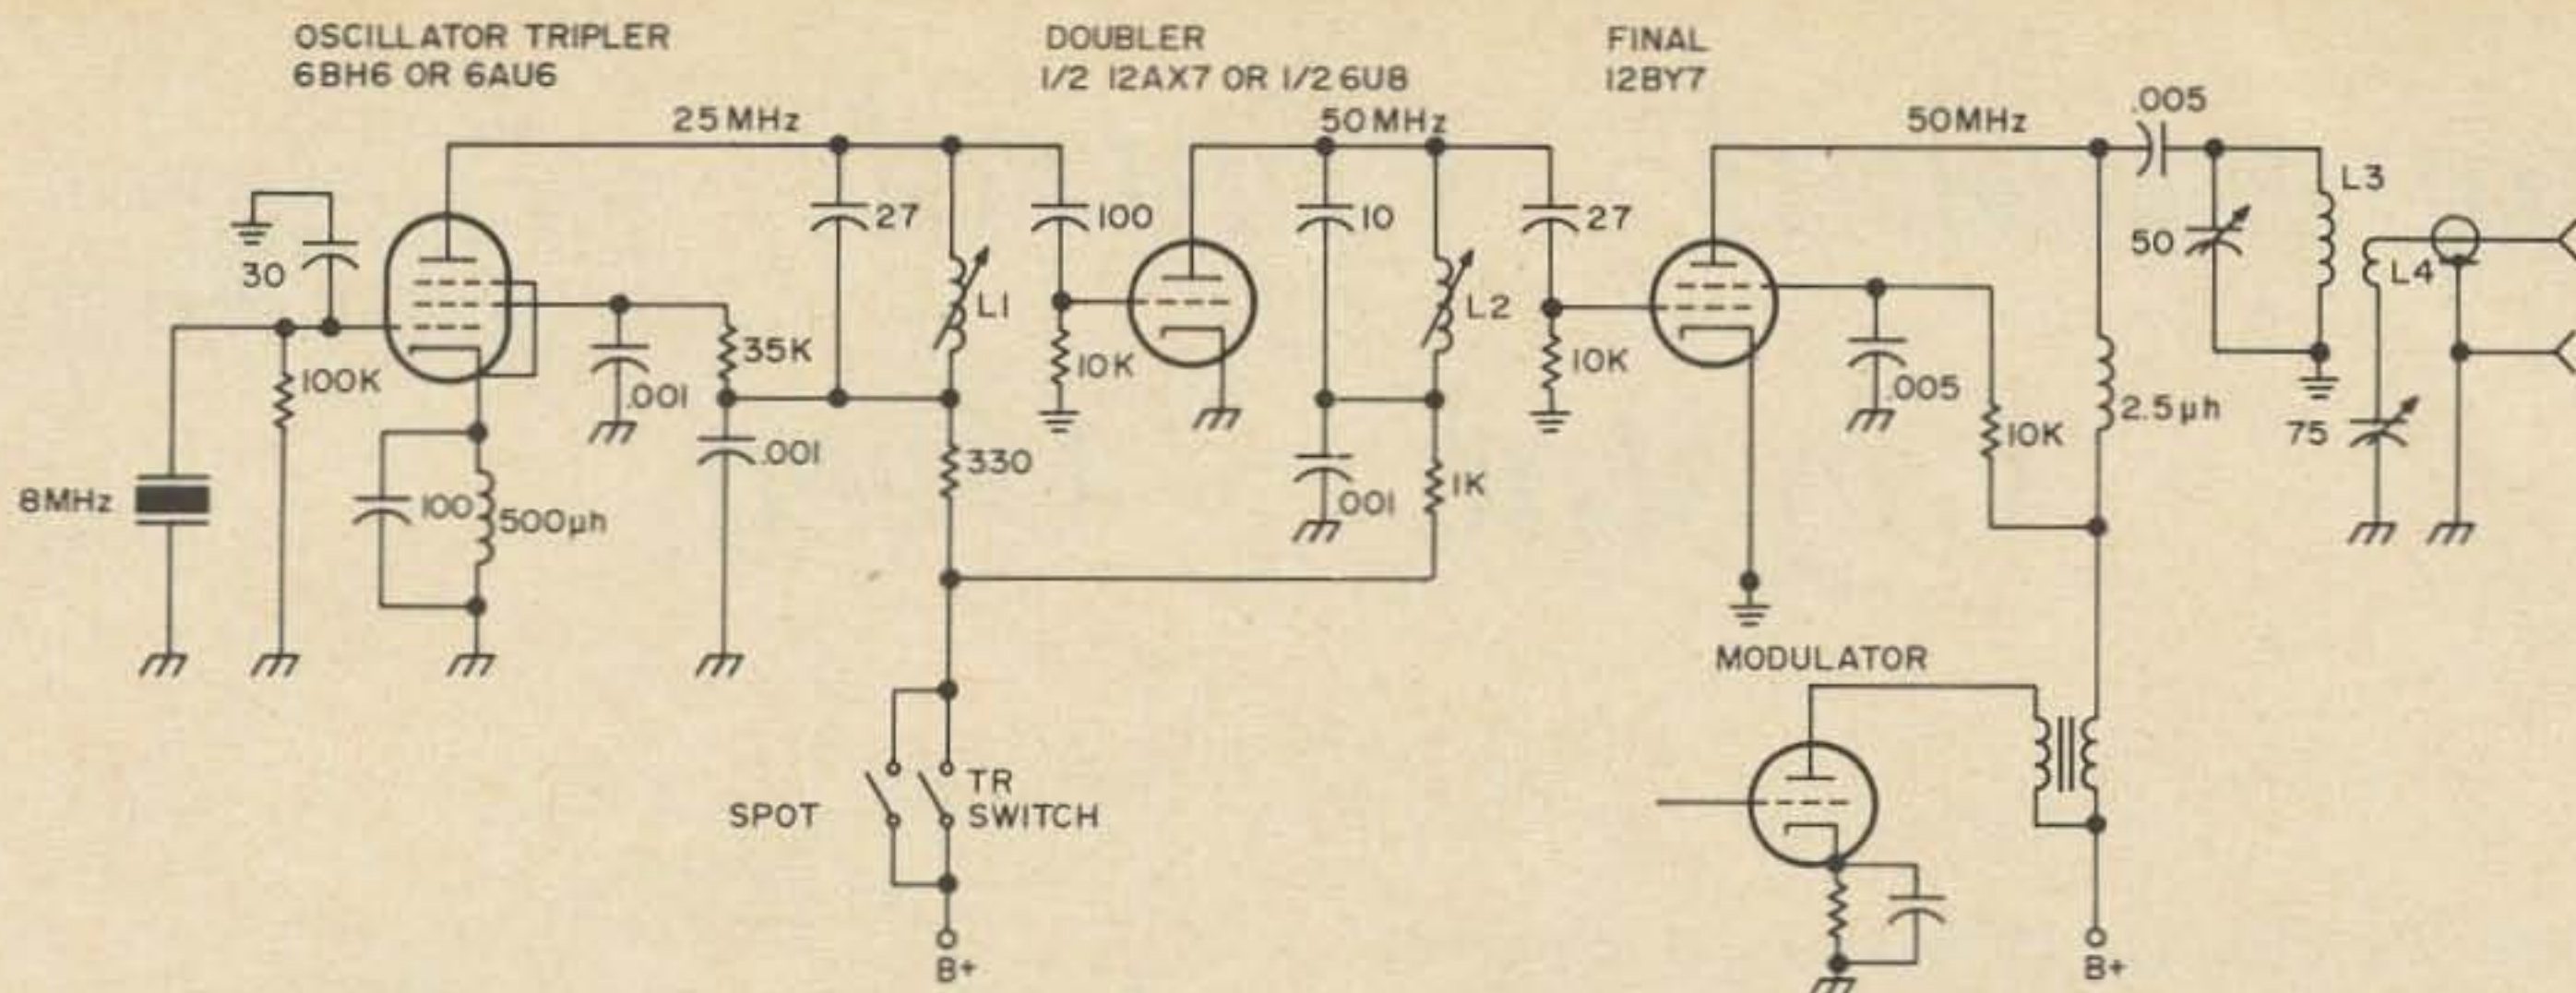 OSCILLATOR TRIPLER
6BH6 OR 6AU6
DOUBLER
1/2 12AX7 OR 1/2 6U8
FINAL
12BY7
25MHz
50MHz
50MHz
.005
30
27
100
10
27
50
L3
L4
L1
L2
100K
35K
.001
10K
10K
.005
2.5µh
75
8MHz
100
500µh
.001
330
.001
1K
10K
MODULATOR
SPOT
TR
SWITCH
B+
B+